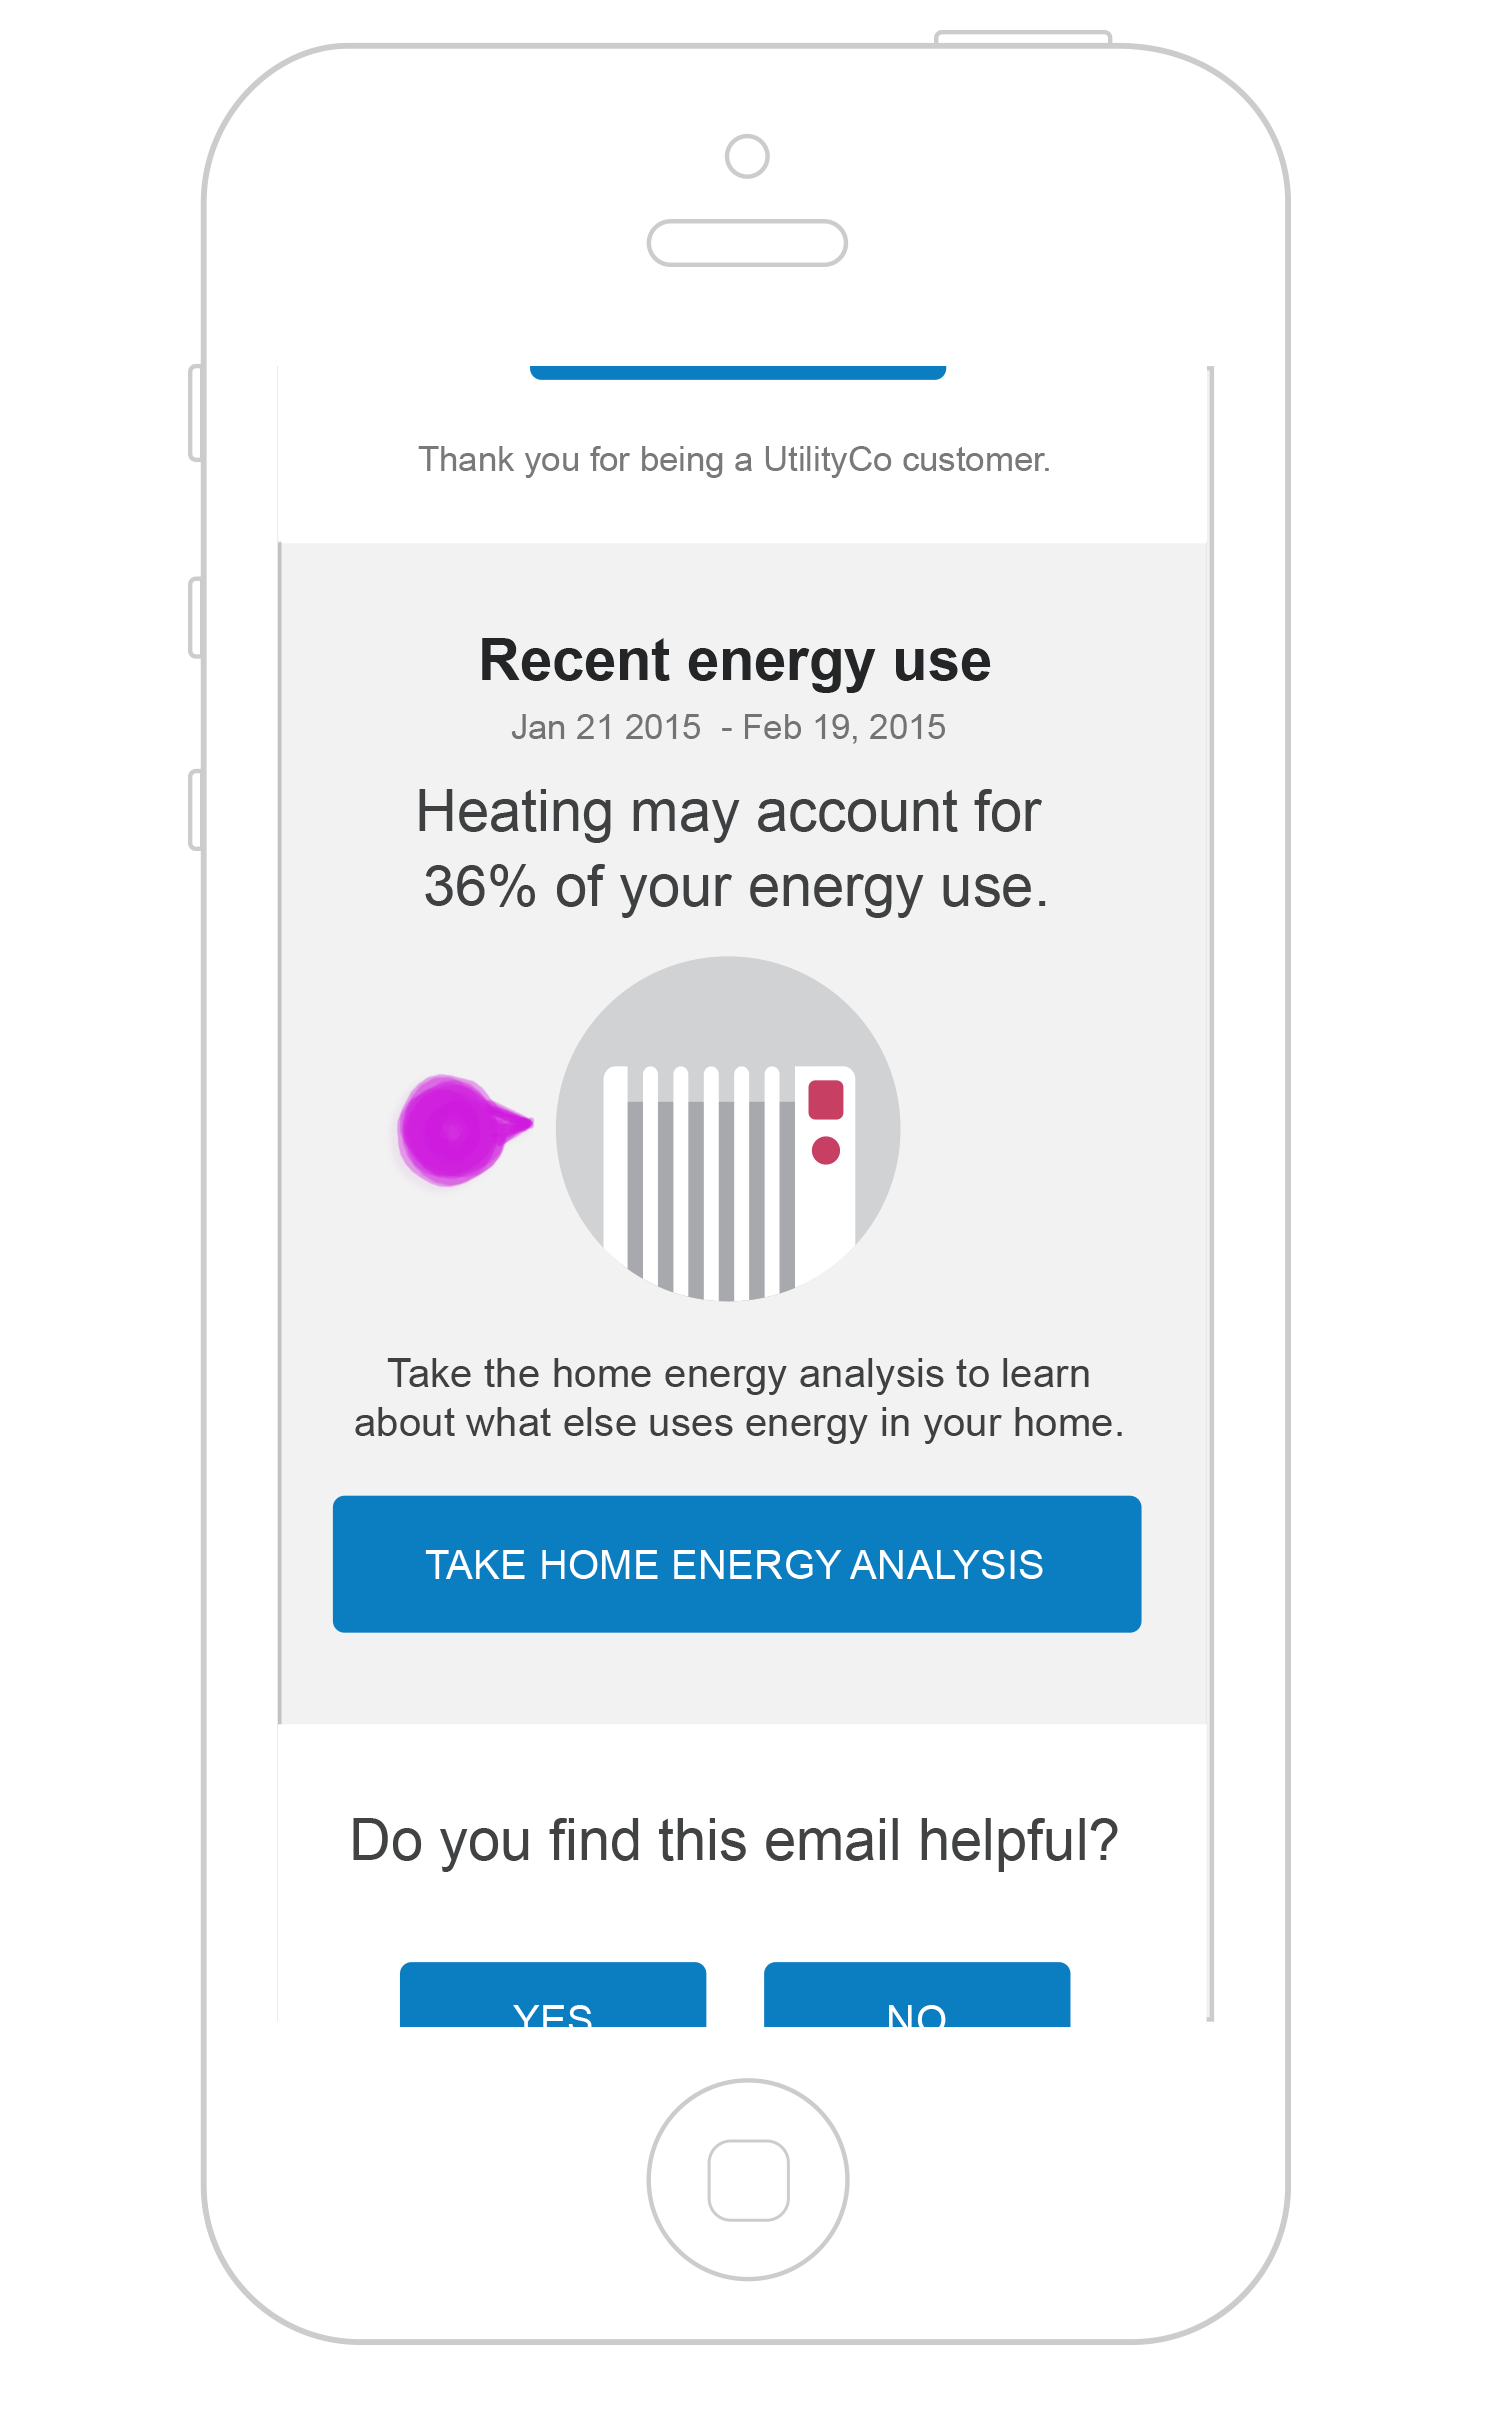 Thank you for being a UtilityCo customer.
Recent energy use
Jan 21 2015  - Feb 19, 2015
Heating may account for
36% of your energy use.
Take the home energy analysis to learn
about what else uses energy in your home.
TAKE HOME ENERGY ANALYSIS
Do you find this email helpful?
YES NO